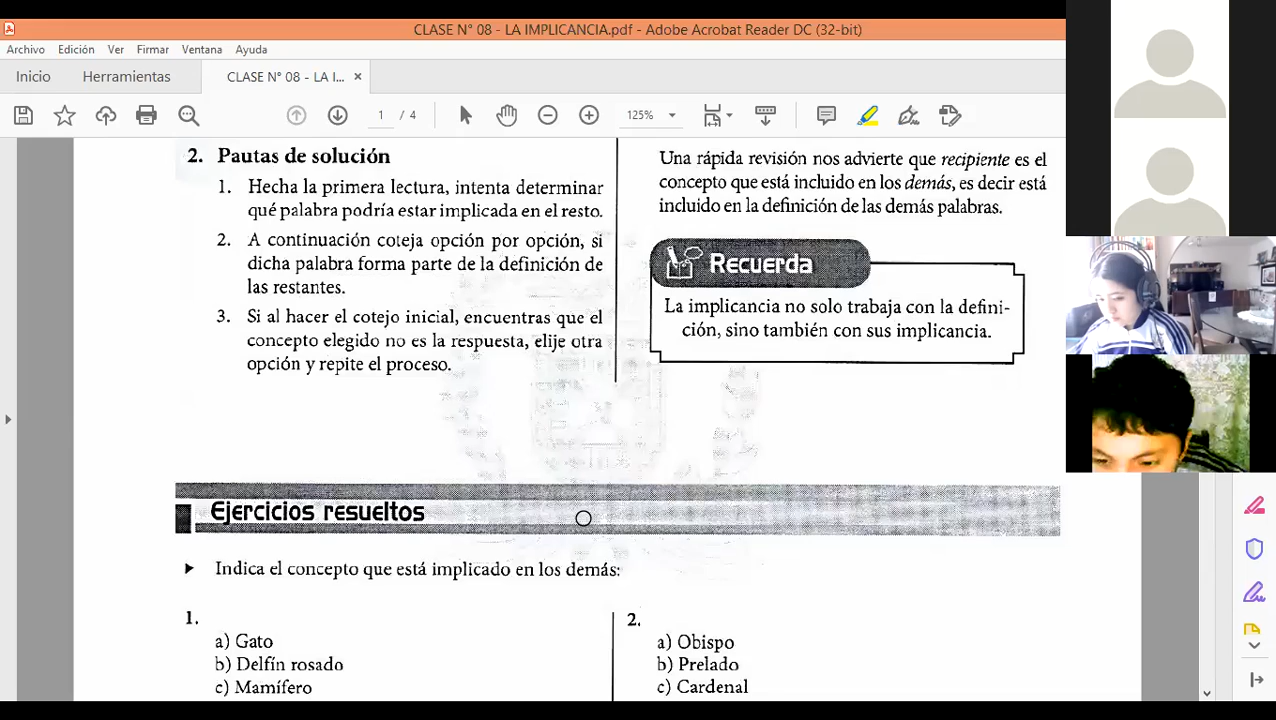 CLASE N° 08 - LA IMPLICANCIA.pdf - Adobe Acrobat Reader DC (32-bit)
Archivo Edición Ver Firmar Ventana Ayuda
Inicio Herramientas CLASE N° 08 - LA I... ×
1 / 4 125%
2. Pautas de solución
1. Hecha la primera lectura, intenta determinar
qué palabra podría estar implicada en el resto.
2. A continuación coteja opción por opción, si
dicha palabra forma parte de la definición de
las restantes.
3. Si al hacer el cotejo inicial, encuentras que el
concepto elegido no es la respuesta, elije otra
opción y repite el proceso.
Una rápida revisión nos advierte que recipiente es el
concepto que está incluido en los demás, es decir está
incluido en la definición de las demás palabras.
Recuerda
La implicancia no solo trabaja con la defini-
ción, sino también con sus implicancia.
Ejercicios resueltos
Indica el concepto que está implicado en los demás:
1.
a) Gato
b) Delfín rosado
c) Mamífero
2.
a) Obispo
b) Prelado
c) Cardenal